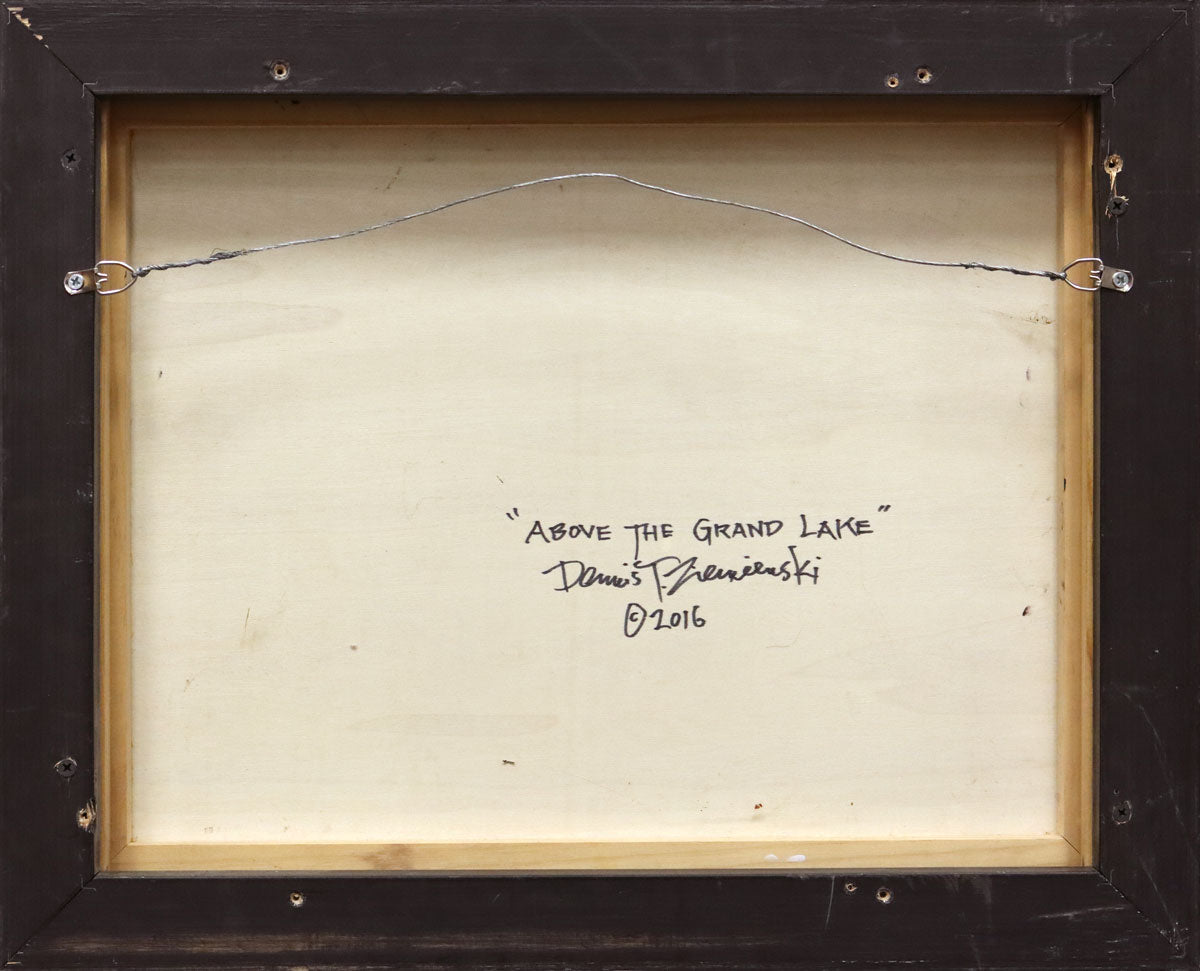 "ABOVE THE GRAND LAKE"
Dennis T. Ziemienski
©2016